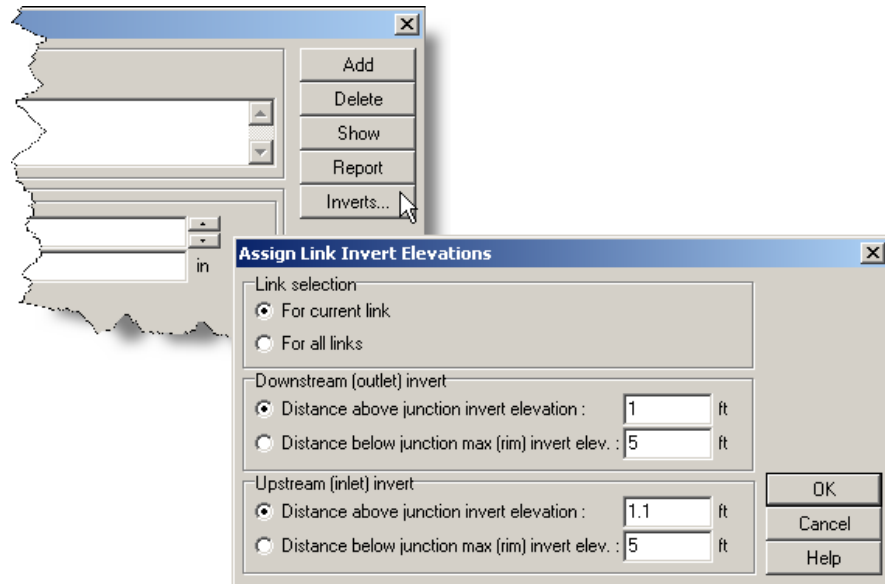 Add
Delete
Show
Report
Inverts...
in
Assign Link Invert Elevations
Link selection
For current link
For all links
Downstream (outlet) invert
Distance above junction invert elevation : 1 ft
Distance below junction max (rim) invert elev. : 5 ft
Upstream (inlet) invert
Distance above junction invert elevation : 1.1 ft
Distance below junction max (rim) invert elev. : 5 ft
OK
Cancel
Help